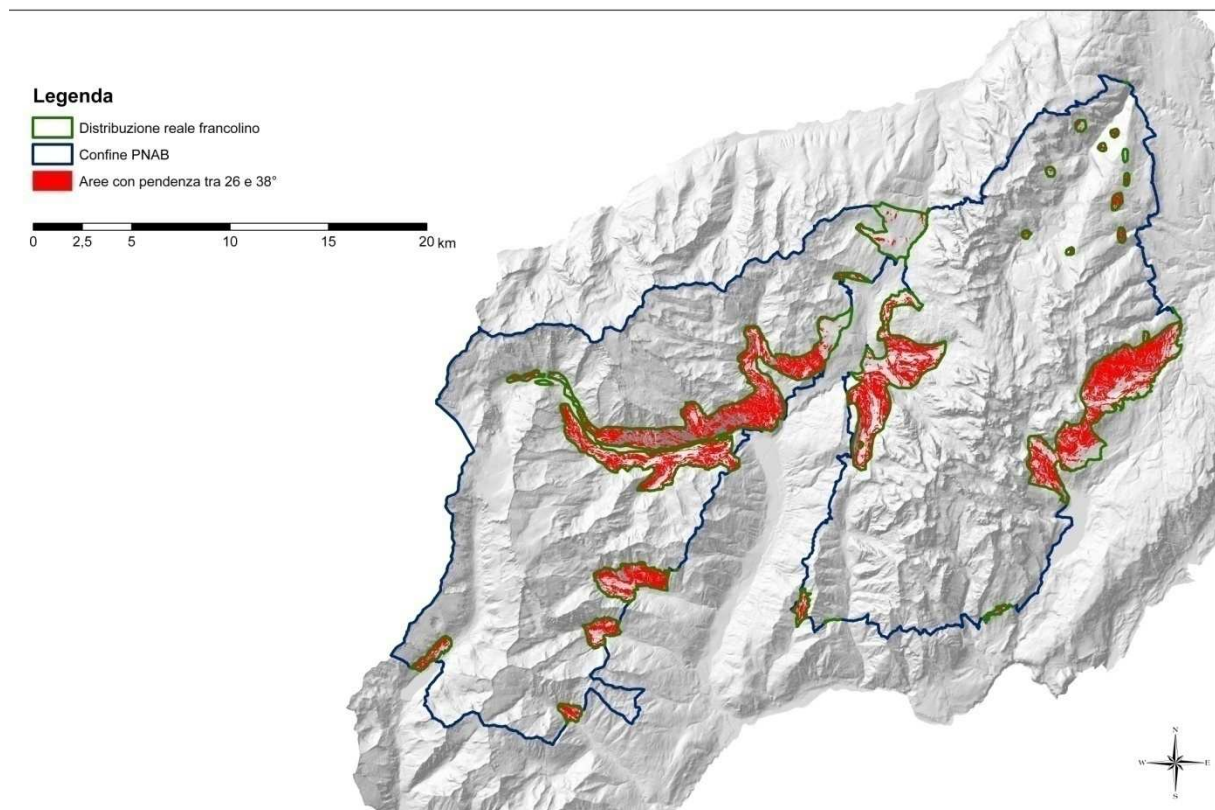 Legenda
Distribuzione reale francolino
Confine PNAB
Aree con pendenza tra 26 e 38°
0 2,5 5 10 15 20 km
N
W E
S